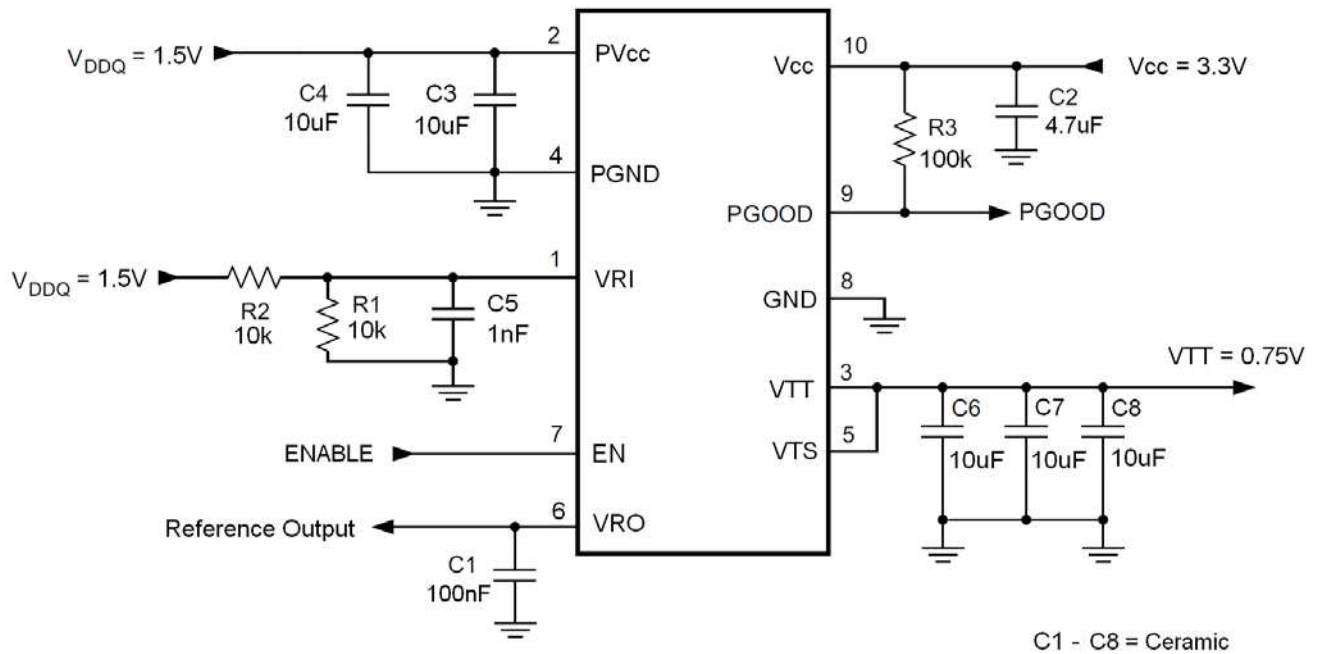 V_DDQ = 1.5V
2
PVcc
C4
10uF
C3
10uF
4
PGND
10
Vcc
Vcc = 3.3V
C2
4.7uF
R3
100k
9
PGOOD
PGOOD
V_DDQ = 1.5V
1
VRI
R2
10k
R1
10k
C5
1nF
8
GND
VTT = 0.75V
3
VTT
5
VTS
C6
10uF
C7
10uF
C8
10uF
ENABLE
7
EN
Reference Output
6
VRO
C1
100nF
C1 - C8 = Ceramic